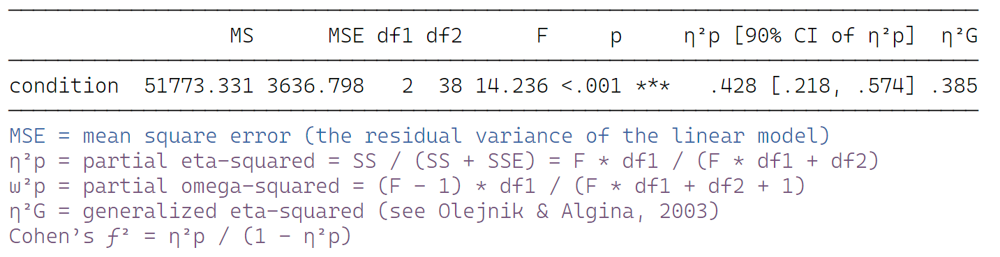 MS MSE df1 df2 F p η²p [90% CI of η²p] η²G
condition 51773.331 3636.798 2 38 14.236 <.001 *** .428 [.218, .574] .385
MSE = mean square error (the residual variance of the linear model)
η²p = partial eta-squared = SS / (SS + SSE) = F * df1 / (F * df1 + df2)
ω²p = partial omega-squared = (F - 1) * df1 / (F * df1 + df2 + 1)
η²G = generalized eta-squared (see Olejnik & Algina, 2003)
Cohen’s ƒ² = η²p / (1 - η²p)